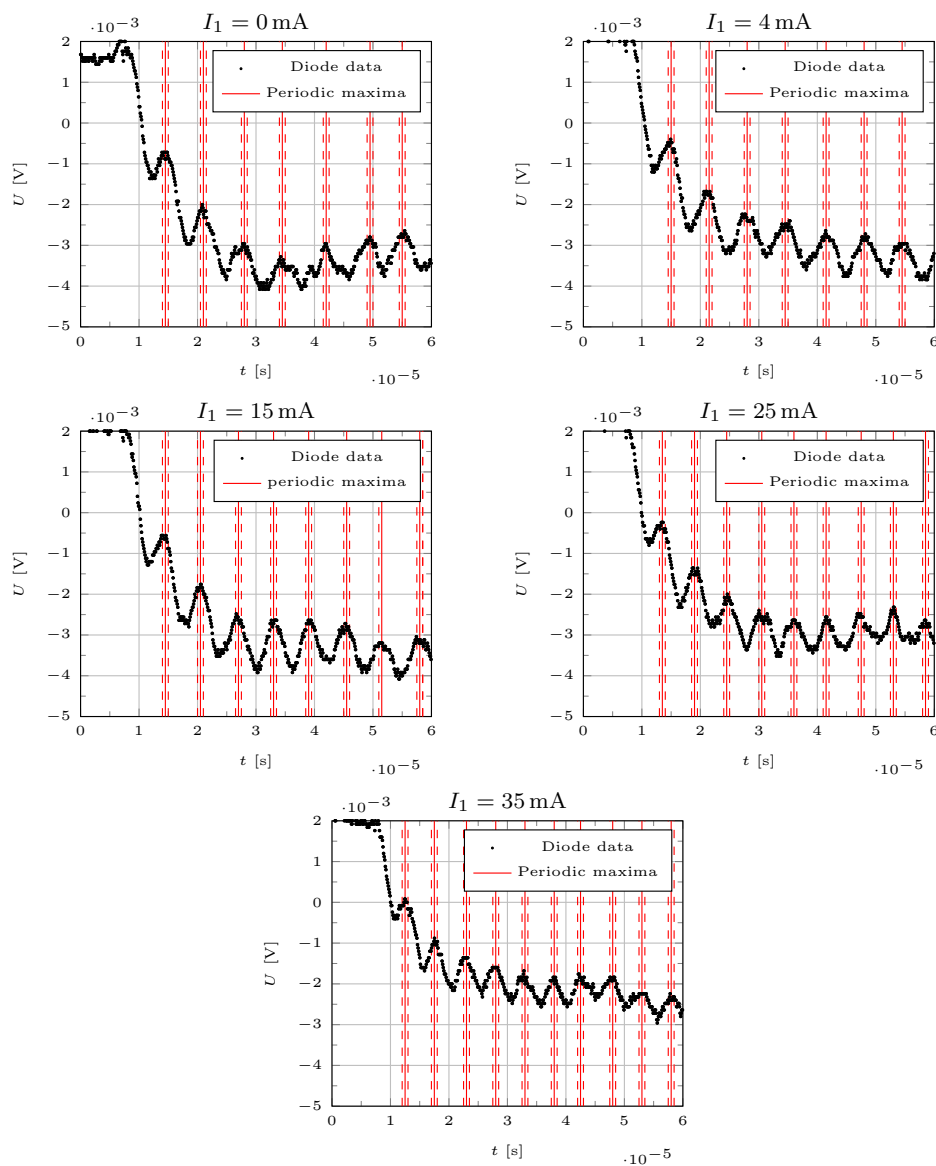 I₁ = 0 mA
·10⁻³
2
1
0
−1
−2
−3
−4
−5
U [V]
Diode data
Periodic maxima
0 1 2 3 4 5 6
t [s]
·10⁻⁵
I₁ = 4 mA
·10⁻³
2
1
0
−1
−2
−3
−4
−5
U [V]
Diode data
Periodic maxima
0 1 2 3 4 5 6
t [s]
·10⁻⁵
I₁ = 15 mA
·10⁻³
2
1
0
−1
−2
−3
−4
−5
U [V]
Diode data
periodic maxima
0 1 2 3 4 5 6
t [s]
·10⁻⁵
I₁ = 25 mA
·10⁻³
2
1
0
−1
−2
−3
−4
−5
U [V]
Diode data
Periodic maxima
0 1 2 3 4 5 6
t [s]
·10⁻⁵
I₁ = 35 mA
·10⁻³
2
1
0
−1
−2
−3
−4
−5
U [V]
Diode data
Periodic maxima
0 1 2 3 4 5 6
t [s]
·10⁻⁵